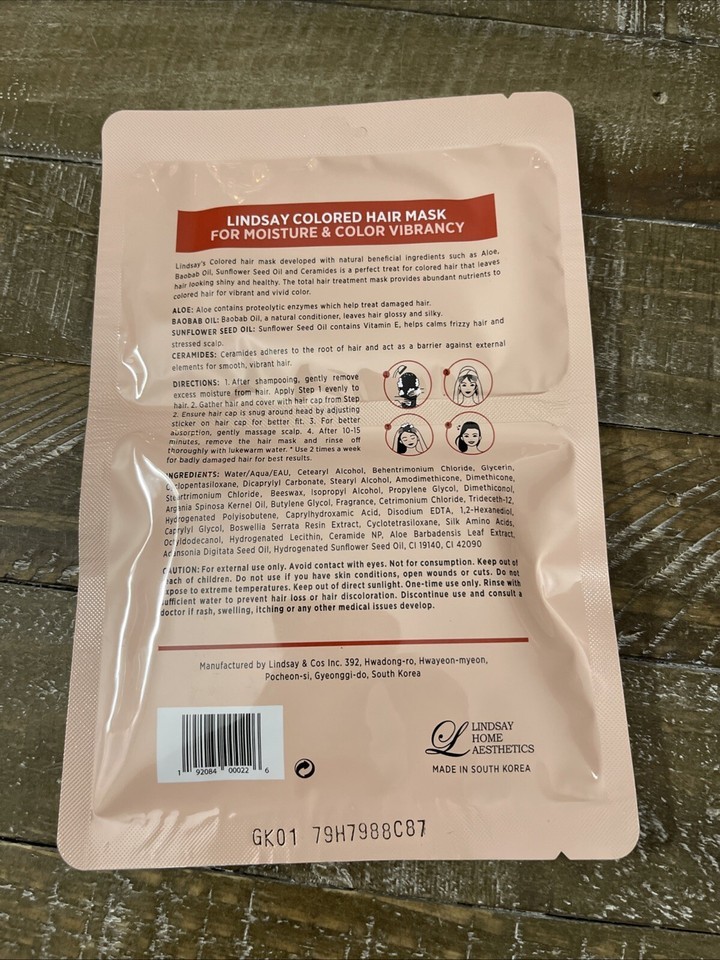 LINDSAY COLORED HAIR MASK
FOR MOISTURE & COLOR VIBRANCY
Lindsay's Colored hair mask developed with natural beneficial ingredients such as Aloe,
Baobab Oil, Sunflower Seed Oil and Ceramides is a perfect treat for colored hair that leaves
hair looking shiny and healthy. The total hair treatment mask provides abundant nutrients to
colored hair for vibrant and vivid color.
ALOE: Aloe contains proteolytic enzymes which help treat damaged hair.
BAOBAB OIL: Baobab Oil, a natural conditioner, leaves hair glossy and silky.
SUNFLOWER SEED OIL: Sunflower Seed Oil contains Vitamin E, helps calms frizzy hair and
stressed scalp.
CERAMIDES: Ceramides adheres to the root of hair and act as a barrier against external
elements for smooth, vibrant hair.
DIRECTIONS: 1. After shampooing, gently remove
excess moisture from hair. Apply Step 1 evenly to
hair. 2. Gather hair and cover with hair cap from Step
2. Ensure hair cap is snug around head by adjusting
sticker on hair cap for better fit. 3. For better
absorption, gently massage scalp. 4. After 10-15
minutes, remove the hair mask and rinse off
thoroughly with lukewarm water. * Use 2 times a week
for badly damaged hair for best results.
INGREDIENTS: Water/Aqua/EAU, Cetearyl Alcohol, Behentrimonium Chloride, Glycerin,
Cyclopentasiloxane, Dicaprylyl Carbonate, Stearyl Alcohol, Amodimethicone, Dimethicone,
Steartrimonium Chloride, Beeswax, Isopropyl Alcohol, Propylene Glycol, Dimethiconol,
Argania Spinosa Kernel Oil, Butylene Glycol, Fragrance, Cetrimonium Chloride, Trideceth-12,
Hydrogenated Polyisobutene, Caprylhydroxamic Acid, Disodium EDTA, 1,2-Hexanediol,
Caprylyl Glycol, Boswellia Serrata Resin Extract, Cyclotetrasiloxane, Silk Amino Acids,
Octyldodecanol, Hydrogenated Lecithin, Ceramide NP, Aloe Barbadensis Leaf Extract,
Adansonia Digitata Seed Oil, Hydrogenated Sunflower Seed Oil, CI 19140, CI 42090
CAUTION: For external use only. Avoid contact with eyes. Not for consumption. Keep out of
reach of children. Do not use if you have skin conditions, open wounds or cuts. Do not
expose to extreme temperatures. Keep out of direct sunlight. One-time use only. Rinse with
sufficient water to prevent hair loss or hair discoloration. Discontinue use and consult a
doctor if rash, swelling, itching or any other medical issues develop.
Manufactured by Lindsay & Cos Inc. 392, Hwadong-ro, Hwayeon-myeon,
Pocheon-si, Gyeonggi-do, South Korea
1 92084 00022 6
LINDSAY
HOME
AESTHETICS
MADE IN SOUTH KOREA
GK01 79H7988C87